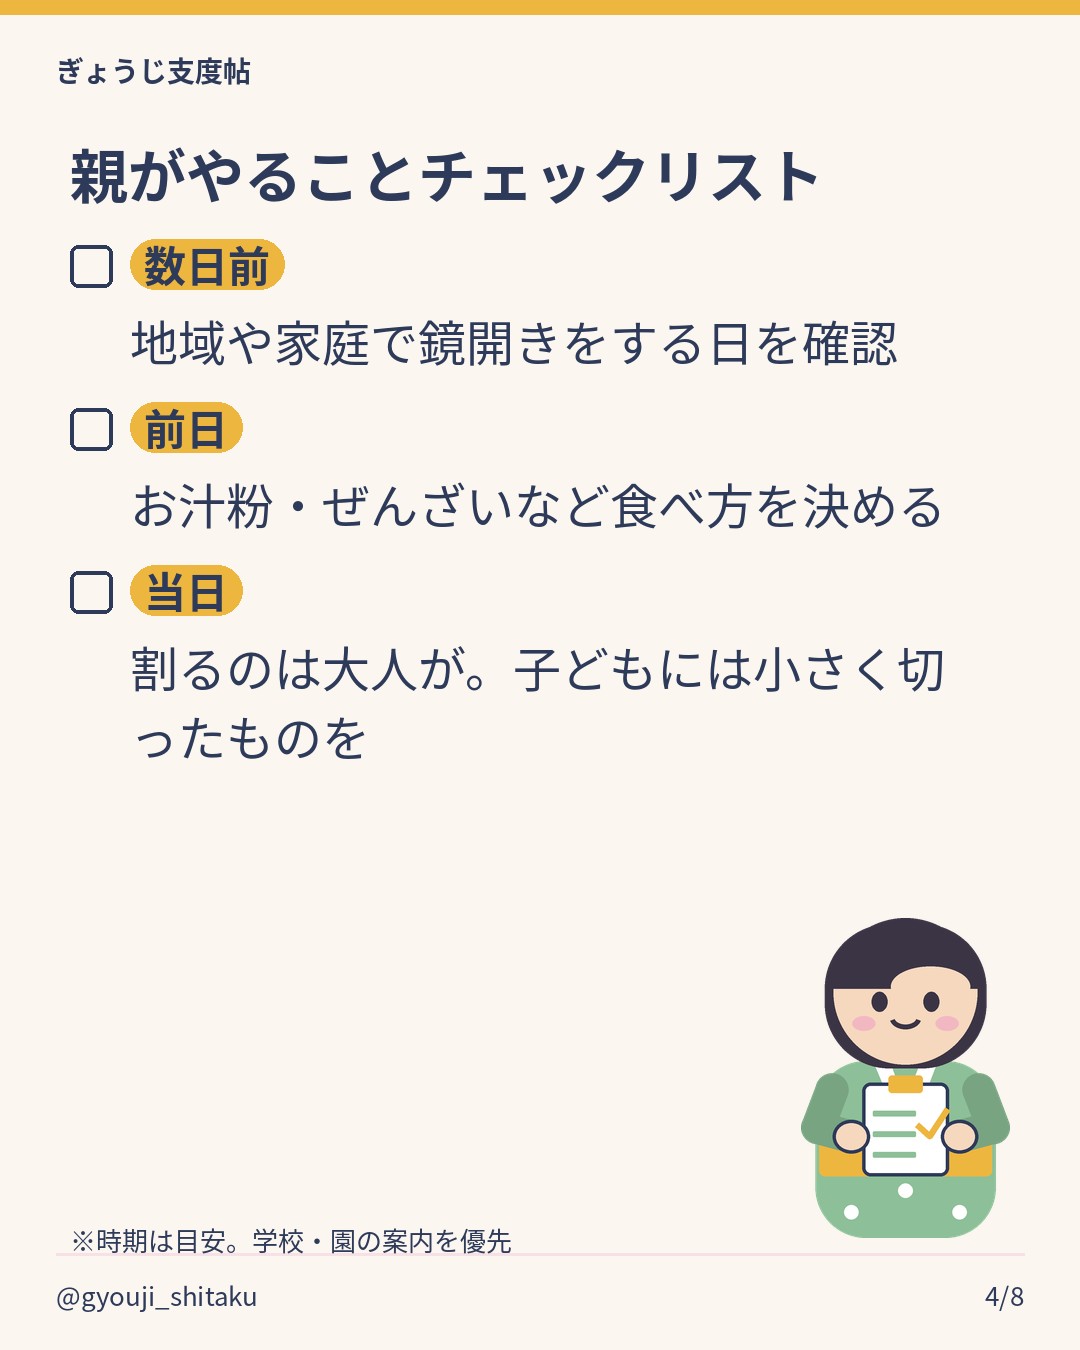 ぎょうじ支度帖
親がやることチェックリスト
数日前
地域や家庭で鏡開きをする日を確認
前日
お汁粉・ぜんざいなど食べ方を決める
当日
割るのは大人が。子どもには小さく切
ったものを
※時期は目安。学校・園の案内を優先
@gyouji_shitaku
4/8